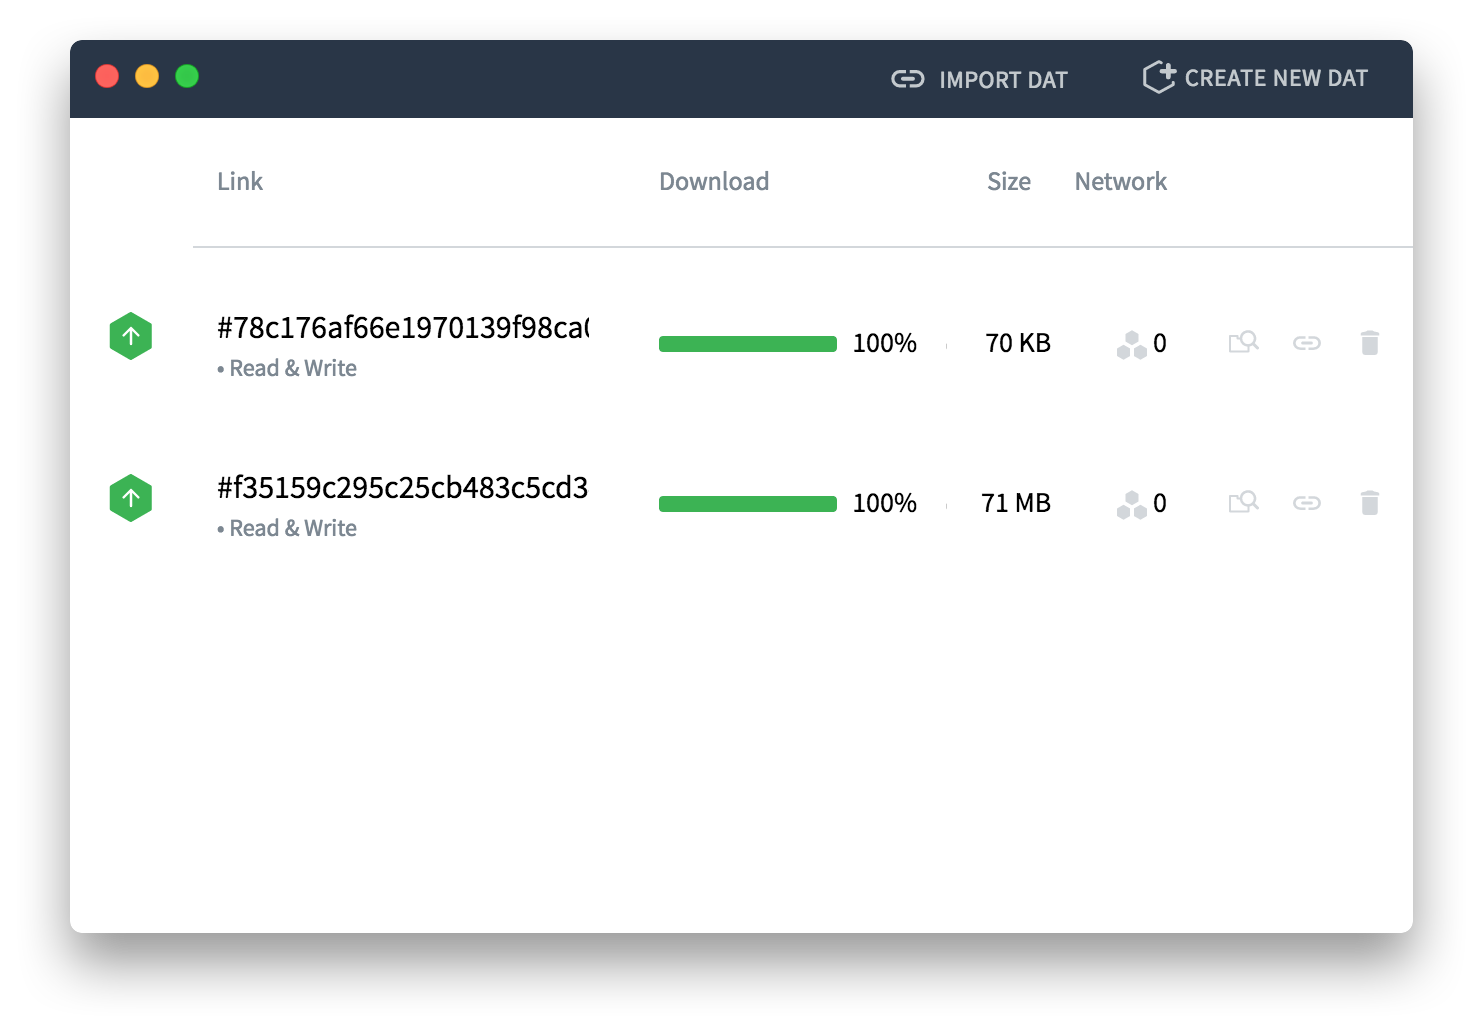 IMPORT DAT CREATE NEW DAT
Link Download Size Network
#78c176af66e1970139f98ca
100% 70 KB 0
• Read & Write
#f35159c295c25cb483c5cd3
100% 71 MB 0
• Read & Write